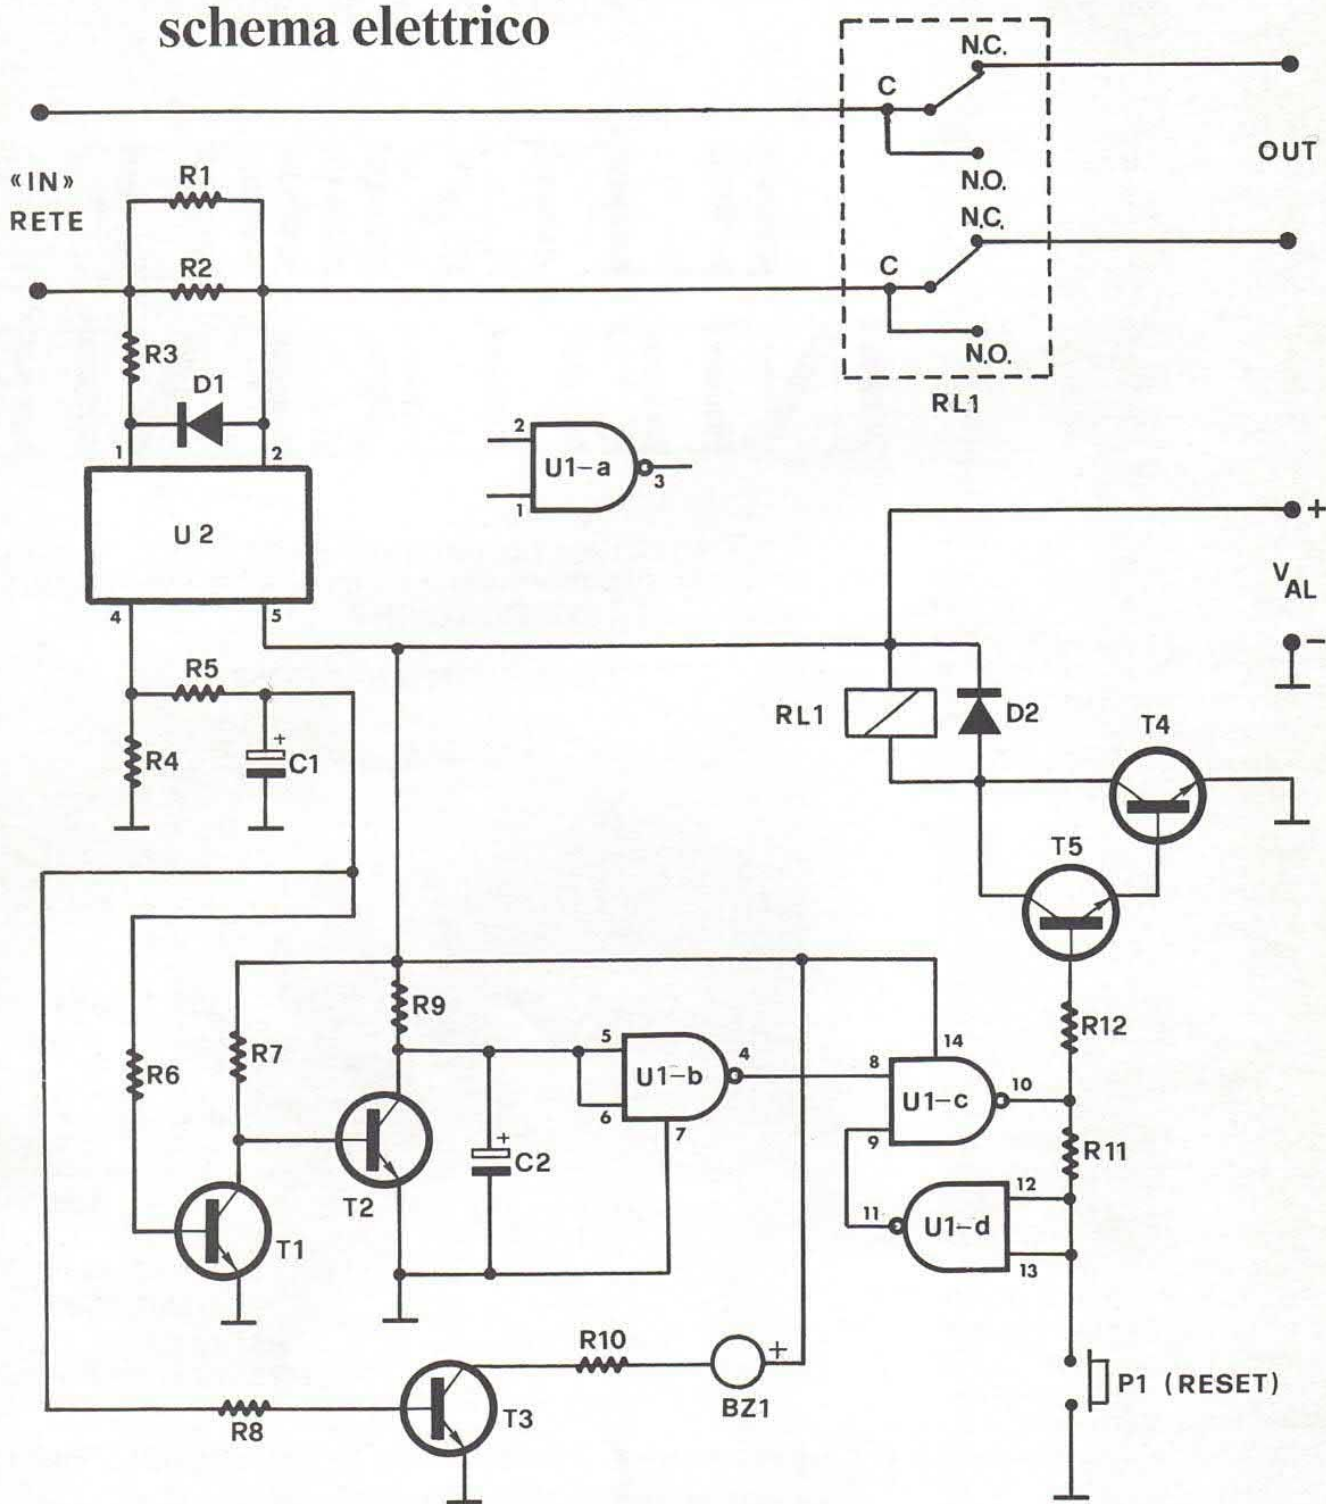 schema elettrico
N.C.
C
N.O.
OUT
«IN»
RETE
R1
R2
N.C.
C
N.O.
RL1
R3
D1
1
2
U2
4
5
2
U1-a
3
1
+
VAL
-
R5
R4
+
C1
RL1
D2
T4
T5
R9
R12
R6
R7
5
U1-b
4
6
7
14
8
U1-c
10
9
R11
+
C2
T2
T1
12
11
U1-d
13
R10
+
BZ1
P1 (RESET)
R8
T3